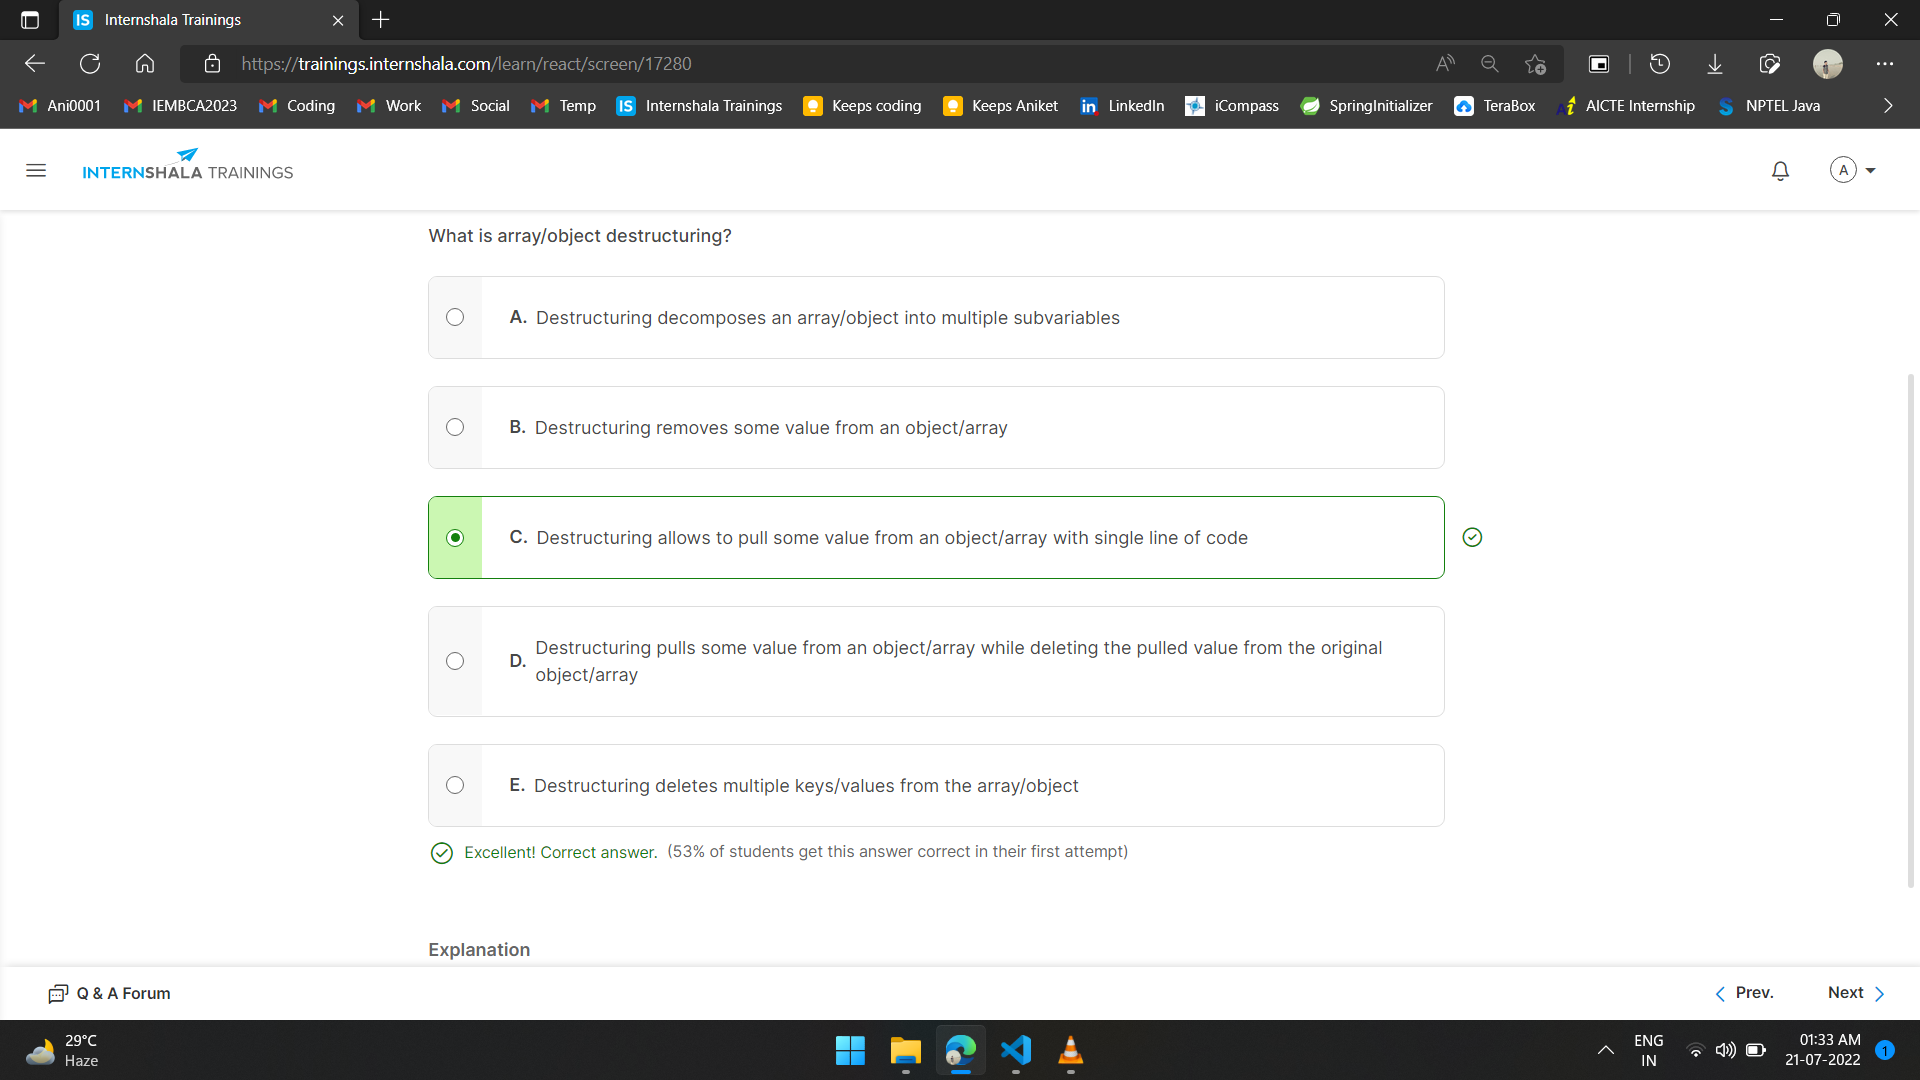 IS Internshala Trainings
https://trainings.internshala.com/learn/react/screen/17280
Ani0001 IEMBCA2023 Coding Work Social Temp IS Internshala Trainings Keeps coding Keeps Aniket in LinkedIn iCompass SpringInitializer TeraBox AICTE Internship NPTEL Java
INTERNSHALA TRAININGS
A
What is array/object destructuring?
A. Destructuring decomposes an array/object into multiple subvariables
B. Destructuring removes some value from an object/array
C. Destructuring allows to pull some value from an object/array with single line of code
D. Destructuring pulls some value from an object/array while deleting the pulled value from the original
object/array
E. Destructuring deletes multiple keys/values from the array/object
Excellent! Correct answer. (53% of students get this answer correct in their first attempt)
Explanation
Q & A Forum
Prev. Next
29°C
Haze
ENG
IN
01:33 AM
21-07-2022
1